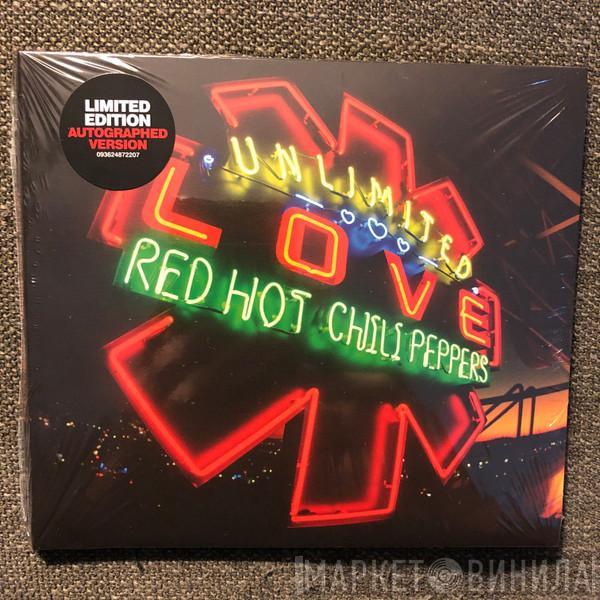 LIMITED
EDITION
AUTOGRAPHED
VERSION
093624872207
UNLIMITED
LOVE
RED HOT CHILI PEPPERS
МАРКЕТ ВИНИЛА